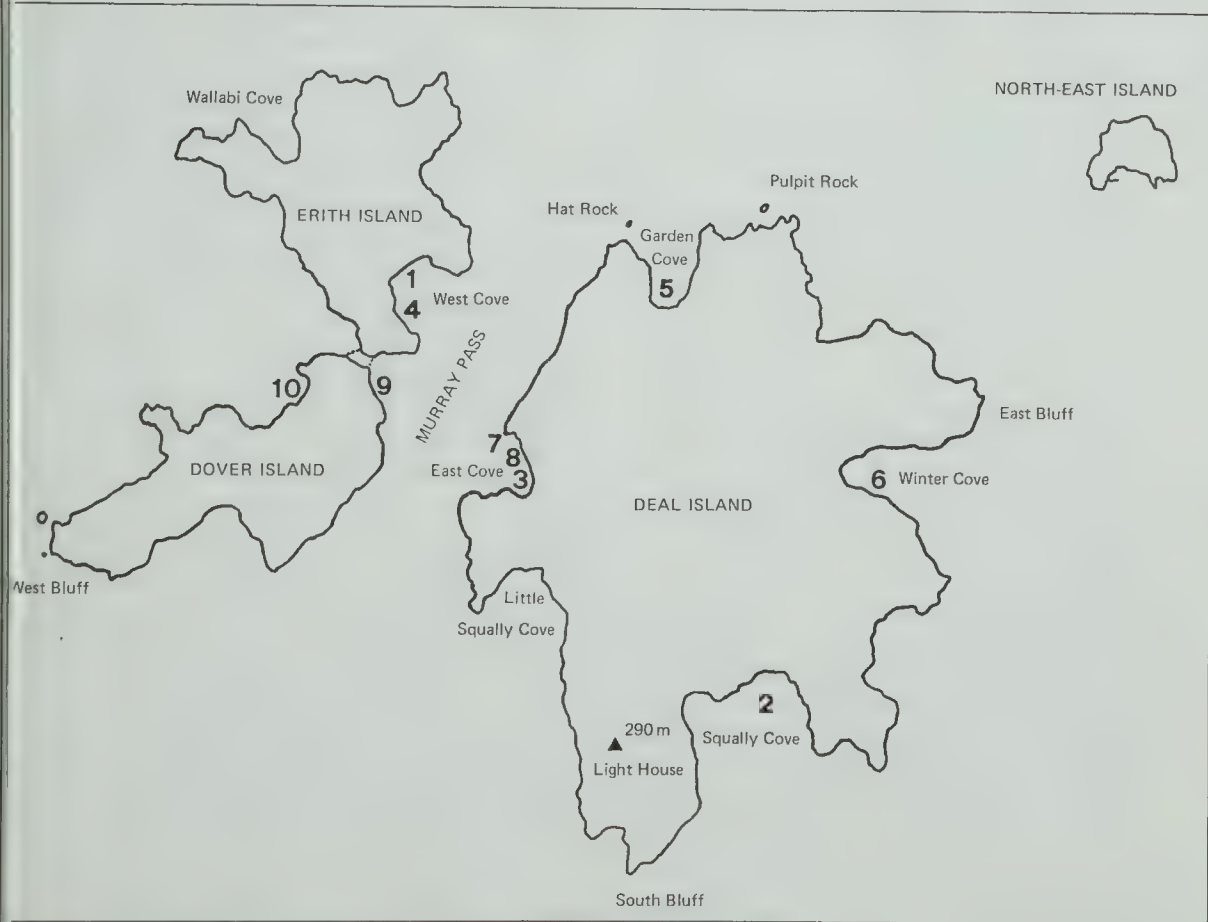 NORTH-EAST ISLAND
Wallabi Cove
Pulpit Rock
Hat Rock
Garden
Cove
ERITH ISLAND
1
5
West Cove
4
MURRAY PASS
10
9
East Bluff
7
8
East Cove
3
DOVER ISLAND
6
Winter Cove
DEAL ISLAND
West Bluff
Little
Squally Cove
2
290 m
Squally Cove
Light House
South Bluff